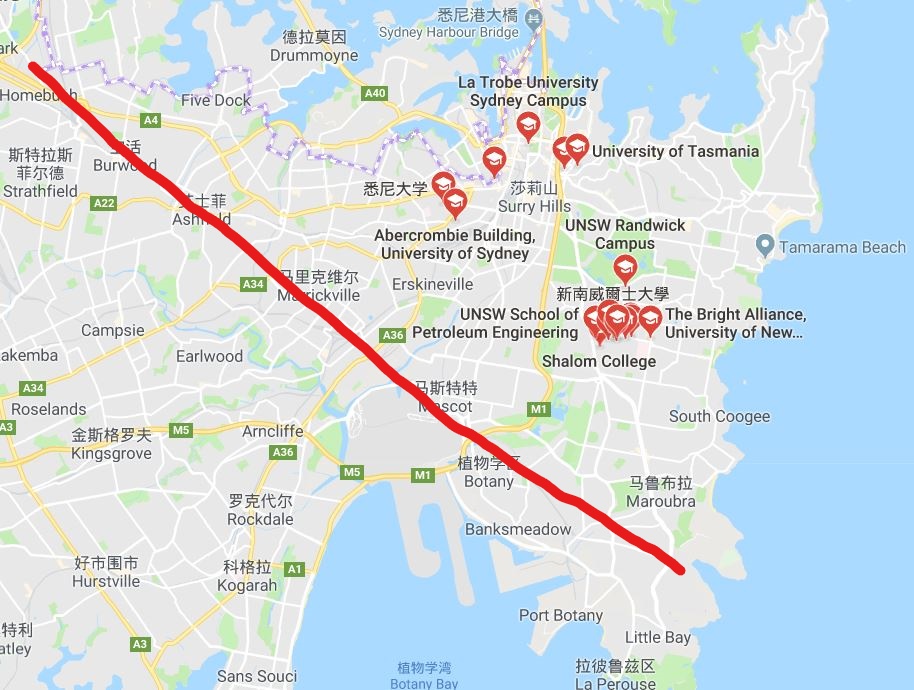 悉尼港大橋
Sydney Harbour Bridge
德拉莫因
Drummoyne
ark
La Trobe University
Sydney Campus
Homebush
Five Dock
A40
A4
University of Tasmania
斯特拉斯
菲尔德
Strathfield
Burwood
悉尼大學
莎莉山
Surry Hills
A22
士菲
Ashfield
UNSW Randwick
Campus
Abercrombie Building,
University of Sydney
Tamarama Beach
A34
马里克维尔
Marrickville
Erskineville
新南威爾士大學
UNSW School of
Petroleum Engineering
The Bright Alliance,
University of New...
Campsie
A36
akemba
Earlwood
Shalom College
A34
马斯特特
Mascot
Roselands
M1
South Coogee
A3
金斯格罗夫
Kingsgrove
M5
Arncliffe
A36
M5
M1
植物学区
Botany
马鲁布拉
Maroubra
罗克代尔
Rockdale
Banksmeadow
好市围市
Hurstville
科格拉
Kogarah
A1
Port Botany
特利
atley
A3
Little Bay
Sans Souci
植物学湾
Botany Bay
拉彼鲁兹区
La Perouse